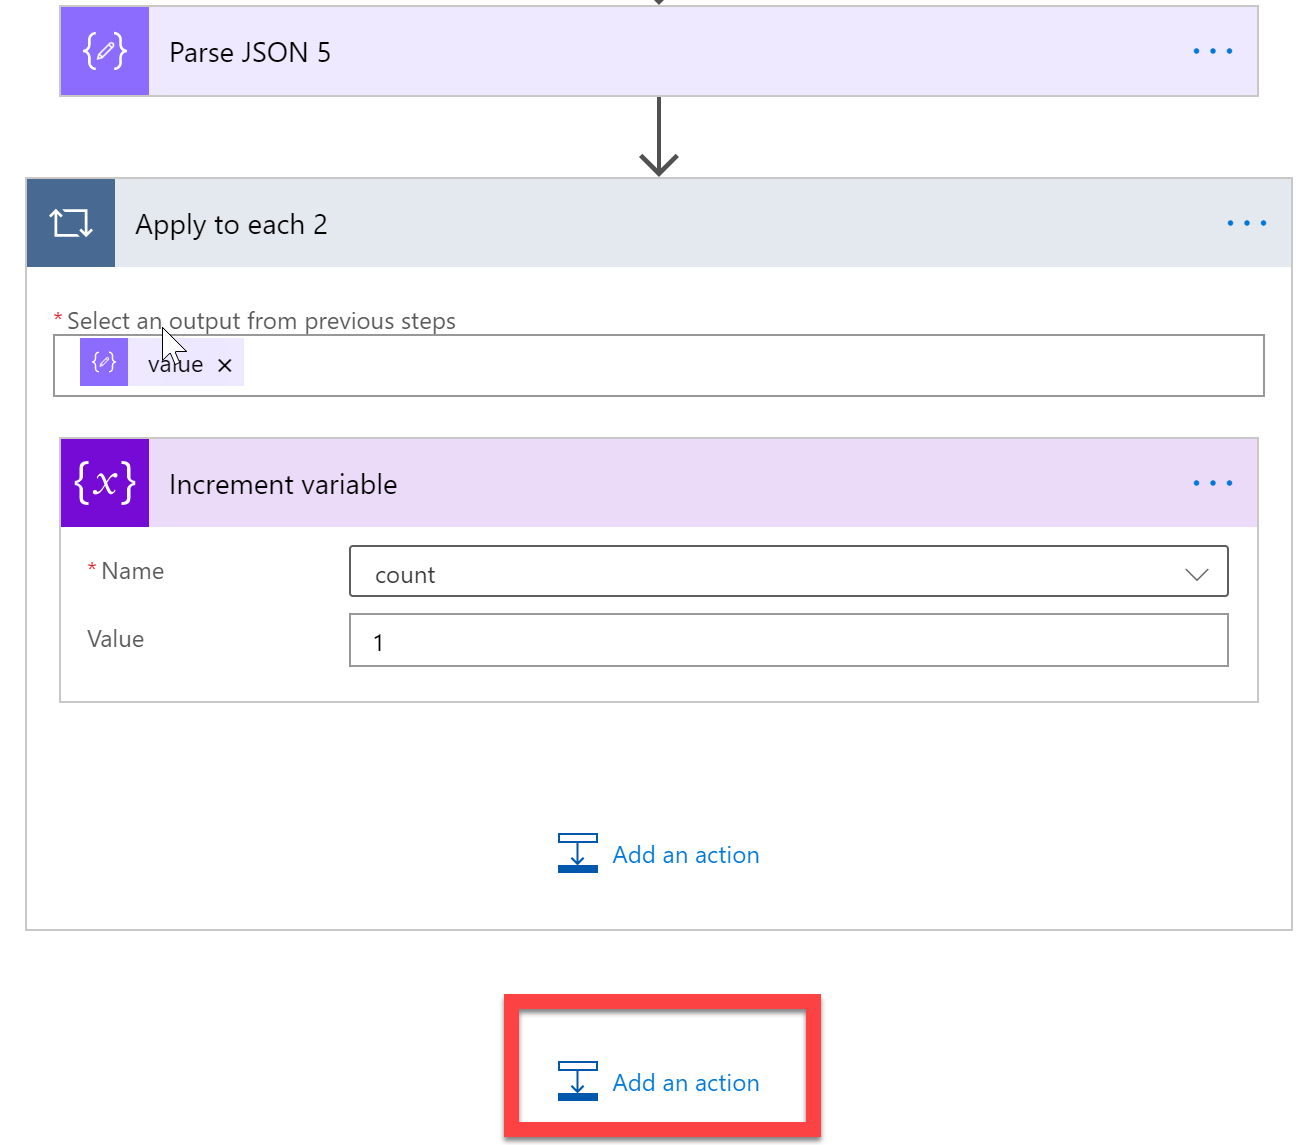 Parse JSON 5
Apply to each 2
* Select an output from previous steps
value ×
{x} Increment variable
* Name count
Value 1
Add an action
Add an action